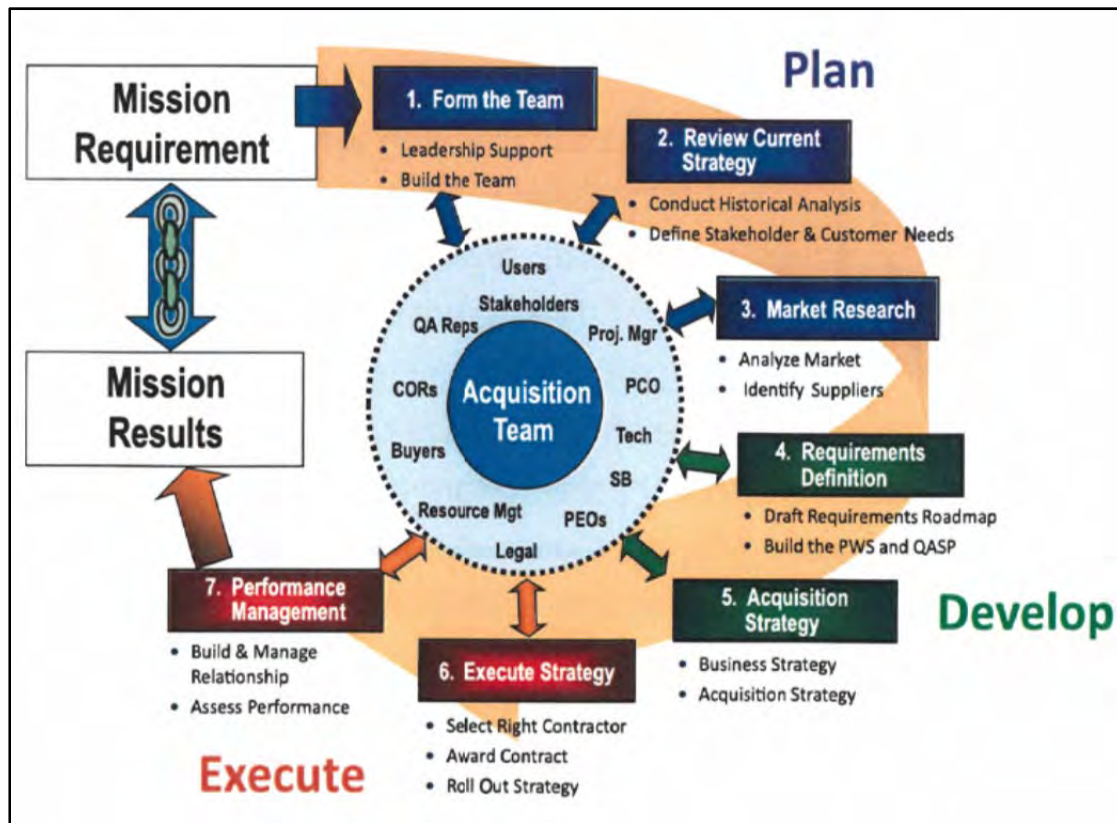 Plan
Mission
Requirement
1. Form the Team
• Leadership Support
• Build the Team
2. Review Current
Strategy
• Conduct Historical Analysis
• Define Stakeholder & Customer Needs
3. Market Research
• Analyze Market
• Identify Suppliers
Users
Stakeholders
QA Reps
Proj. Mgr
CORs
PCO
Acquisition
Team
Tech
Buyers
SB
Resource Mgt
PEOs
Legal
Mission
Results
4. Requirements
Definition
• Draft Requirements Roadmap
• Build the PWS and QASP
Develop
5. Acquisition
Strategy
• Business Strategy
• Acquisition Strategy
6. Execute Strategy
• Select Right Contractor
• Award Contract
• Roll Out Strategy
7. Performance
Management
• Build & Manage
Relationship
• Assess Performance
Execute